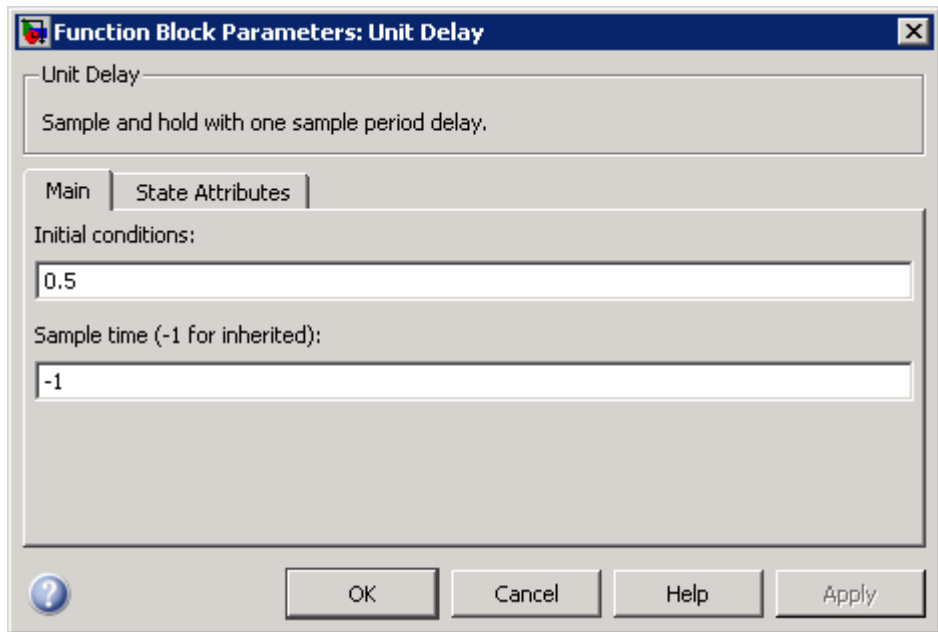 Function Block Parameters: Unit Delay
Unit Delay
Sample and hold with one sample period delay.
Main State Attributes
Initial conditions:
0.5
Sample time (-1 for inherited):
-1
OK Cancel Help Apply